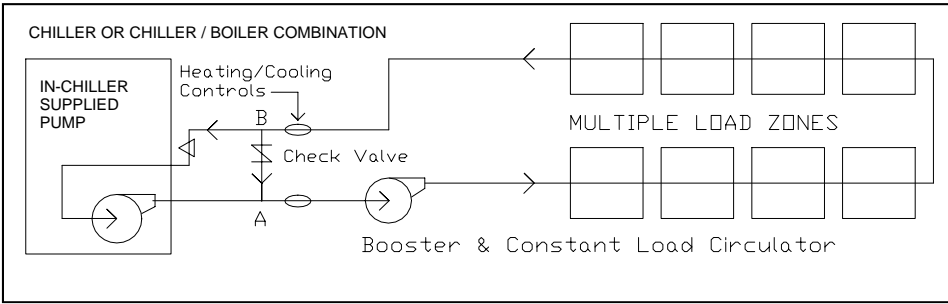 CHILLER OR CHILLER / BOILER COMBINATION
IN-CHILLER
SUPPLIED
PUMP
Heating/Cooling
Controls
B
Check Valve
A
MULTIPLE LOAD ZONES
Booster & Constant Load Circulator